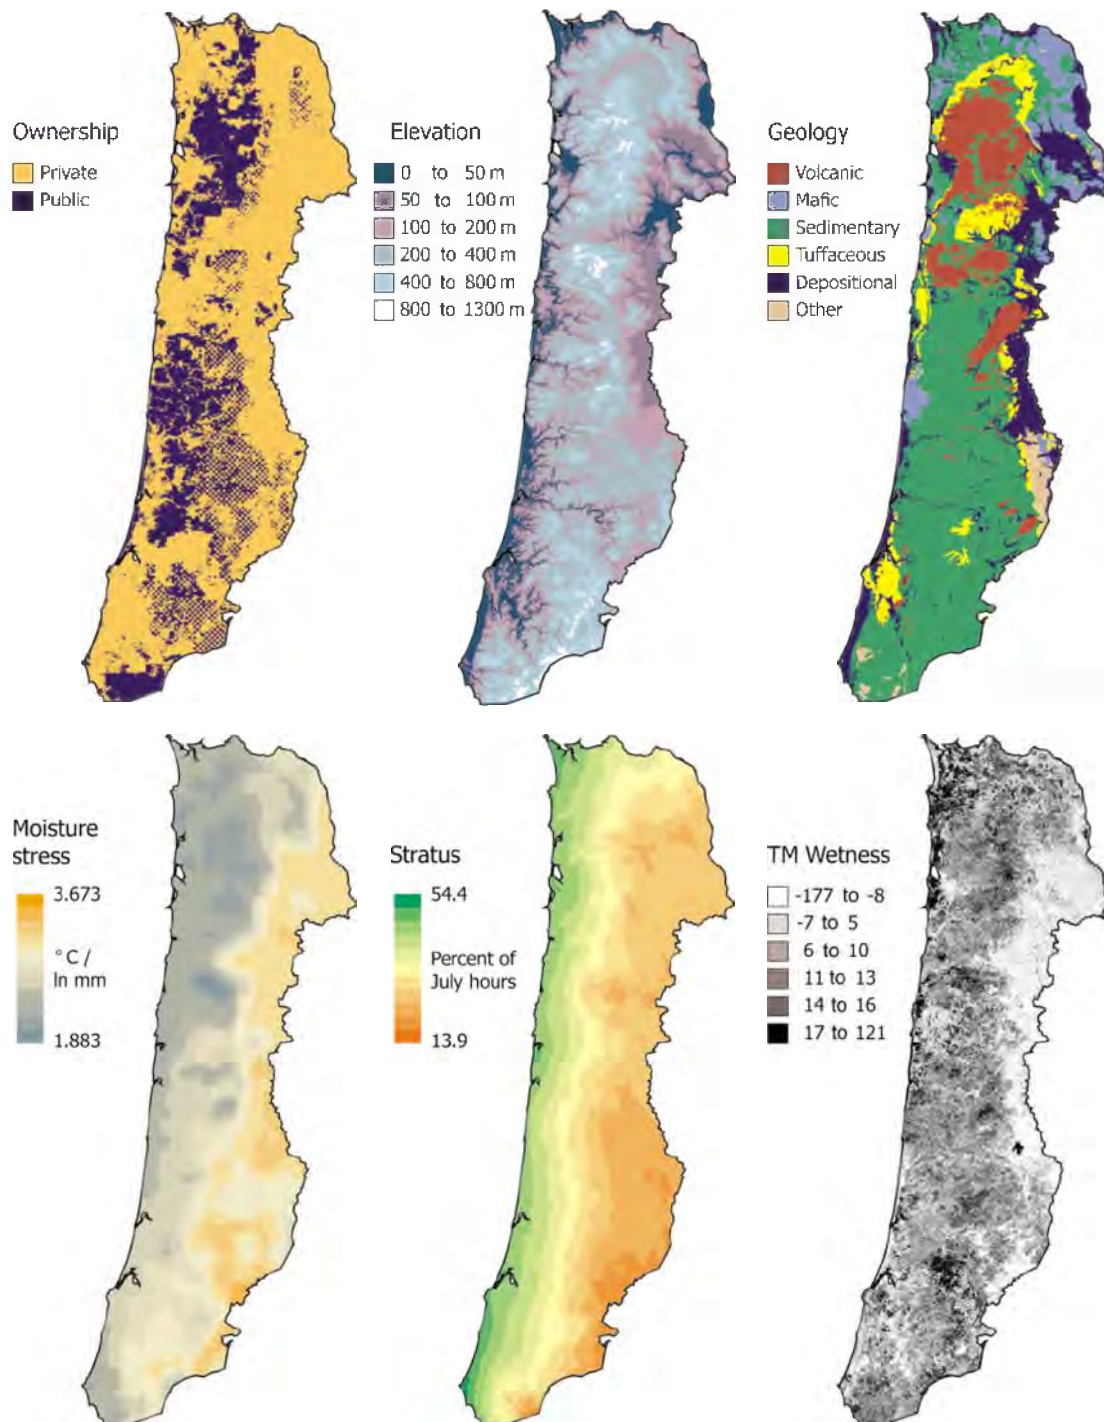 Ownership
Private
Public
Elevation
0 to 50 m
50 to 100 m
100 to 200 m
200 to 400 m
400 to 800 m
800 to 1300 m
Geology
Volcanic
Mafic
Sedimentary
Tuffaceous
Depositional
Other
Moisture
stress
3.673
°C /
ln mm
1.883
Stratus
54.4
Percent of
July hours
13.9
TM Wetness
-177 to -8
-7 to 5
6 to 10
11 to 13
14 to 16
17 to 121